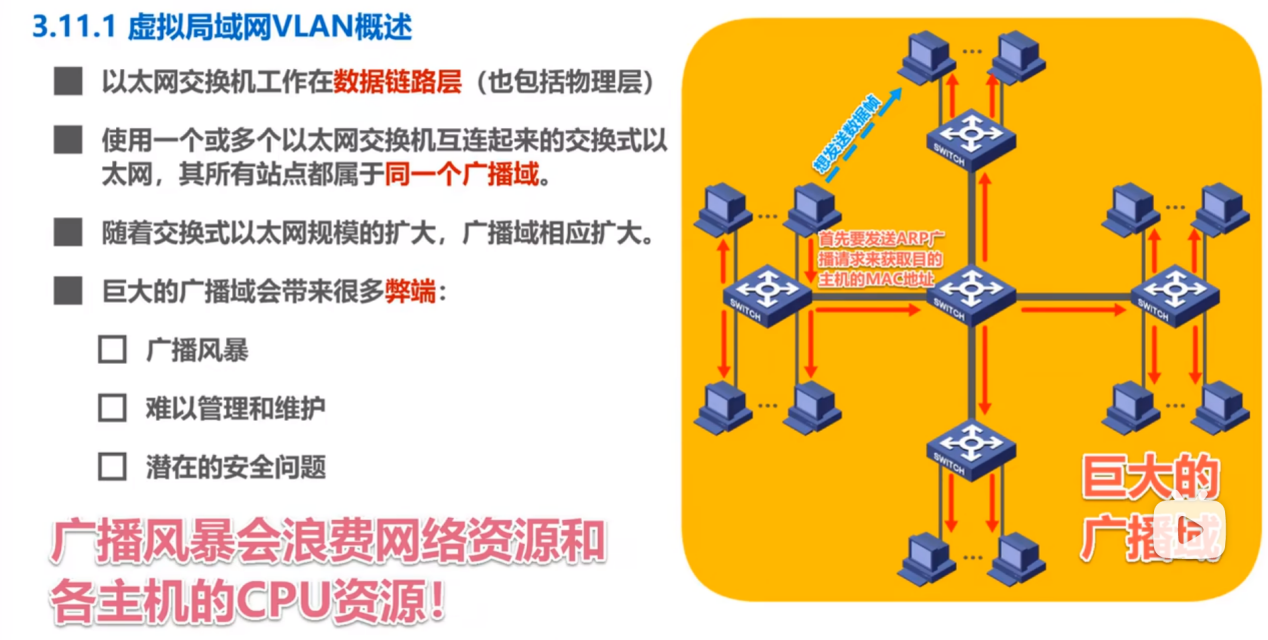 3.11.1 虚拟局域网VLAN概述
以太网交换机工作在数据链路层（也包括物理层）
使用一个或多个以太网交换机互连起来的交换式以
太网，其所有站点都属于同一个广播域。
随着交换式以太网规模的扩大，广播域相应扩大。
巨大的广播域会带来很多弊端：
广播风暴
难以管理和维护
潜在的安全问题
广播风暴会浪费网络资源和
各主机的CPU资源！
想发送数据帧
首先要发送ARP广
播请求来获取目的
主机的MAC地址
SWITCH
SWITCH
SWITCH
SWITCH
SWITCH
巨大的
广播域